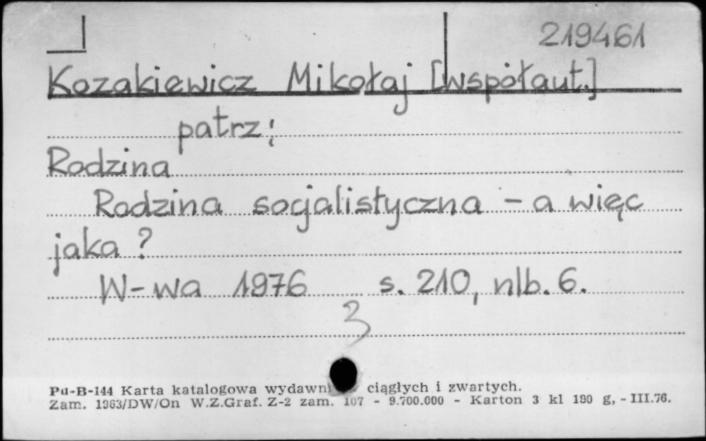 219461
Kozakiewicz Mikołaj [współaut.]
patrz:
Rodzina
Rodzina socjalistyczna - a więc
jaka?
W-wa 1976 s. 210, nlb. 6.
3
Pu-B-144 Karta katalogowa wydawni ciągłych i zwartych.
Zam. 1963/DW/On W.Z.Graf. Z-2 zam. 107 - 9.700.000 - Karton 3 kl 190 g, - III.76.